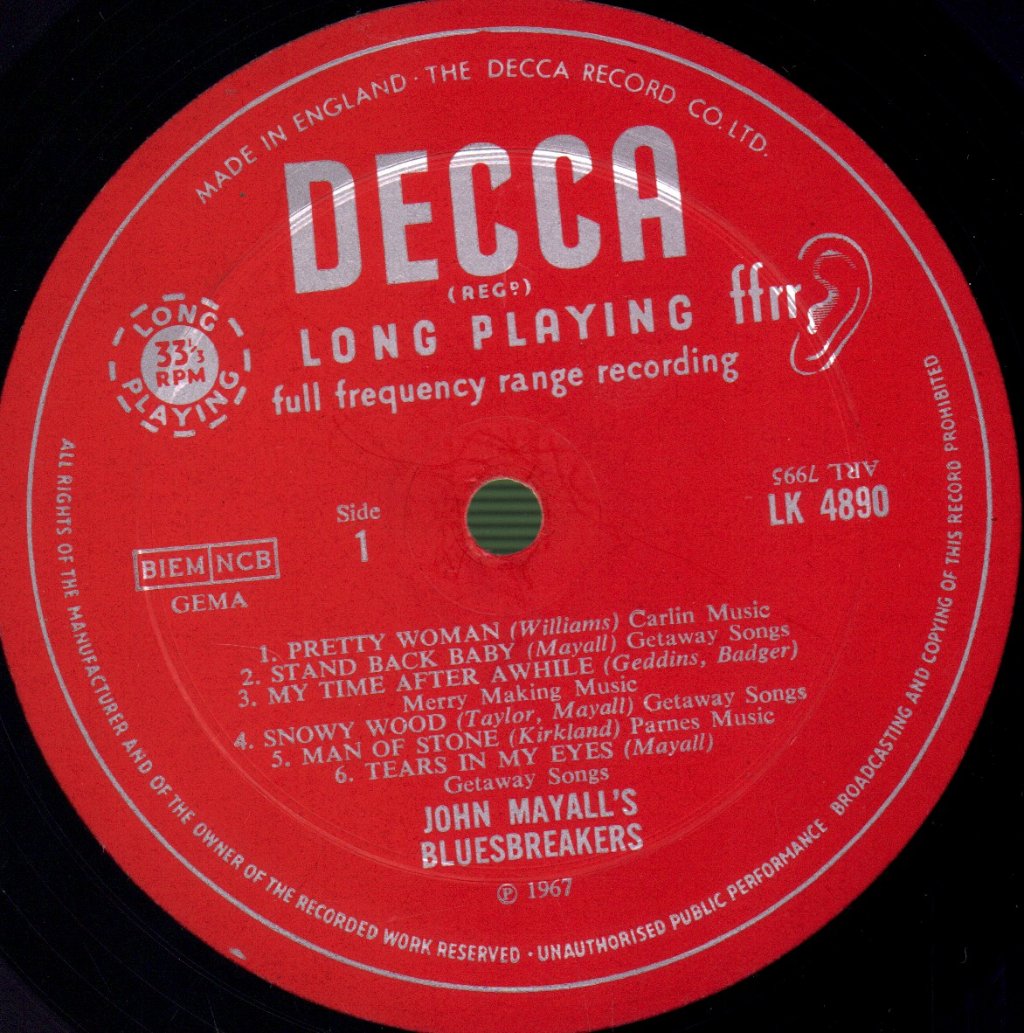 MADE IN ENGLAND · THE DECCA RECORD CO. LTD.
DECCA
(REGD)
LONG PLAYING
ffrr
full frequency range recording
LONG
33 1/3
RPM
PLAYING
ARL 7995
LK 4890
Side
1
BIEM NCB
GEMA
1. PRETTY WOMAN (Williams) Carlin Music
2. STAND BACK BABY (Mayall) Getaway Songs
3. MY TIME AFTER AWHILE (Geddins, Badger)
Merry Making Music
4. SNOWY WOOD (Taylor, Mayall) Getaway Songs
5. MAN OF STONE (Kirkland) Parnes Music
6. TEARS IN MY EYES (Mayall)
Getaway Songs
JOHN MAYALL'S
BLUESBREAKERS
℗ 1967
ALL RIGHTS OF THE MANUFACTURER AND OF THE OWNER OF THE RECORDED WORK RESERVED · UNAUTHORISED PUBLIC PERFORMANCE BROADCASTING AND COPYING OF THIS RECORD PROHIBITED